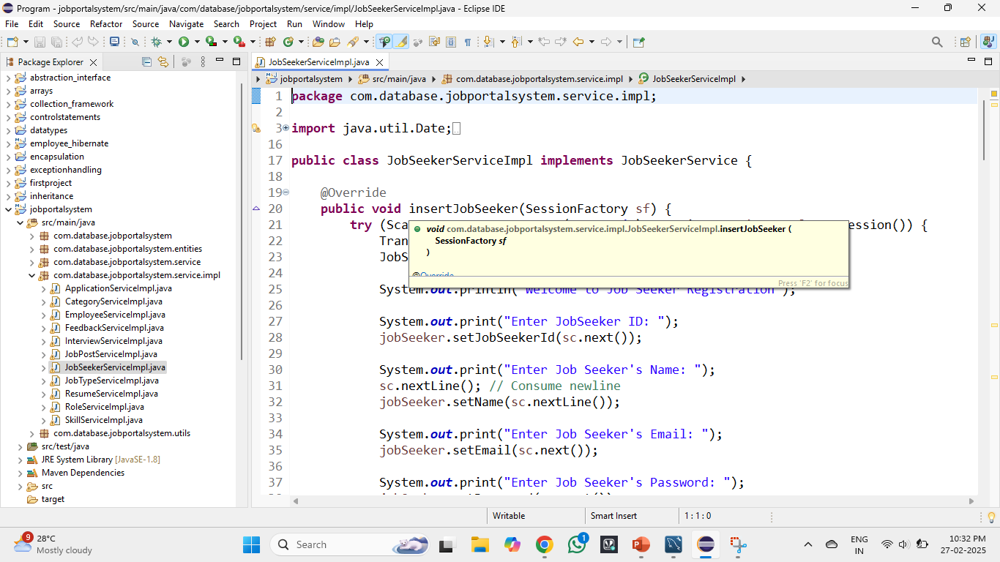 Program - jobportalsystem/src/main/java/com/database/jobportalsystem/service/impl/JobSeekerServiceImpl.java - Eclipse IDE
File Edit Source Refactor Source Navigate Search Project Run Window Help
Package Explorer
JobSeekerServiceImpl.java
abstraction_interface
arrays
collection_framework
controlstatements
datatypes
employee_hibernate
encapsulation
exceptionhandling
firstproject
inheritance
jobportalsystem
src/main/java
com.database.jobportalsystem
com.database.jobportalsystem.entities
com.database.jobportalsystem.service
com.database.jobportalsystem.service.impl
ApplicationServiceImpl.java
CategoryServiceImpl.java
EmployeeServiceImpl.java
FeedbackServiceImpl.java
InterviewServiceImpl.java
JobPostServiceImpl.java
JobSeekerServiceImpl.java
JobTypeServiceImpl.java
ResumeServiceImpl.java
RoleServiceImpl.java
SkillServiceImpl.java
com.database.jobportalsystem.utils
src/test/java
JRE System Library [JavaSE-1.8]
Maven Dependencies
src
target
jobportalsystem src/main/java com.database.jobportalsystem.service.impl JobSeekerServiceImpl
1 package com.database.jobportalsystem.service.impl;
2
3 import java.util.Date;
16
17 public class JobSeekerServiceImpl implements JobSeekerService {
18
19 @Override
20 public void insertJobSeeker(SessionFactory sf) {
21 try (Sca ession()) {
void com.database.jobportalsystem.service.impl.JobSeekerServiceImpl.insertJobSeeker (
SessionFactory sf
)
@Override
Press 'F2' for focus
22 Tran
23 JobS
24
25 System.out.println("Welcome to Job Seeker Registration");
26
27 System.out.print("Enter JobSeeker ID: ");
28 jobSeeker.setJobSeekerId(sc.next());
29
30 System.out.print("Enter Job Seeker's Name: ");
31 sc.nextLine(); // Consume newline
32 jobSeeker.setName(sc.nextLine());
33
34 System.out.print("Enter Job Seeker's Email: ");
35 jobSeeker.setEmail(sc.next());
36
37 System.out.print("Enter Job Seeker's Password: ");
Writable Smart Insert 1 : 1 : 0
9
28°C
Mostly cloudy
Search
1
ENG
IN
10:32 PM
27-02-2025